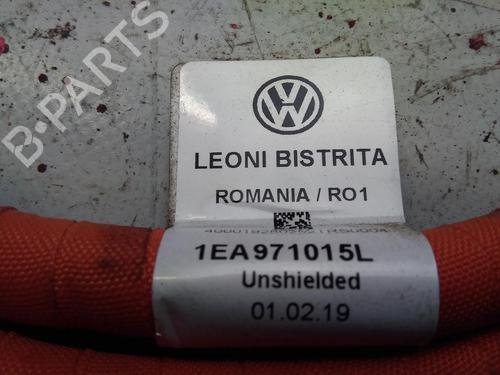 B-PARTS
LEONI BISTRITA
ROMANIA / RO1
1EA971015L
Unshielded
01.02.19